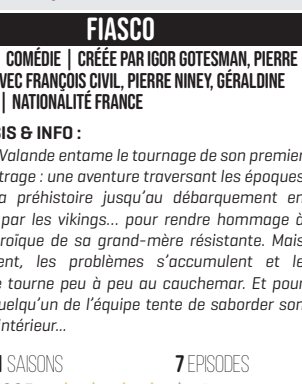 FIASCO
COMÉDIE | CRÉÉE PAR IGOR GOTESMAN, PIERRE
AVEC FRANÇOIS CIVIL, PIERRE NINEY, GÉRALDINE
| NATIONALITÉ FRANCE
IS & INFO :
Valande entame le tournage de son premier
trage : une aventure traversant les époques
a préhistoire jusqu'au débarquement en
par les vikings... pour rendre hommage à
roïque de sa grand-mère résistante. Mais
ent, les problèmes s'accumulent et le
e tourne peu à peu au cauchemar. Et pour
uelqu'un de l'équipe tente de saborder son
intérieur...
SAISONS 7 EPISODES